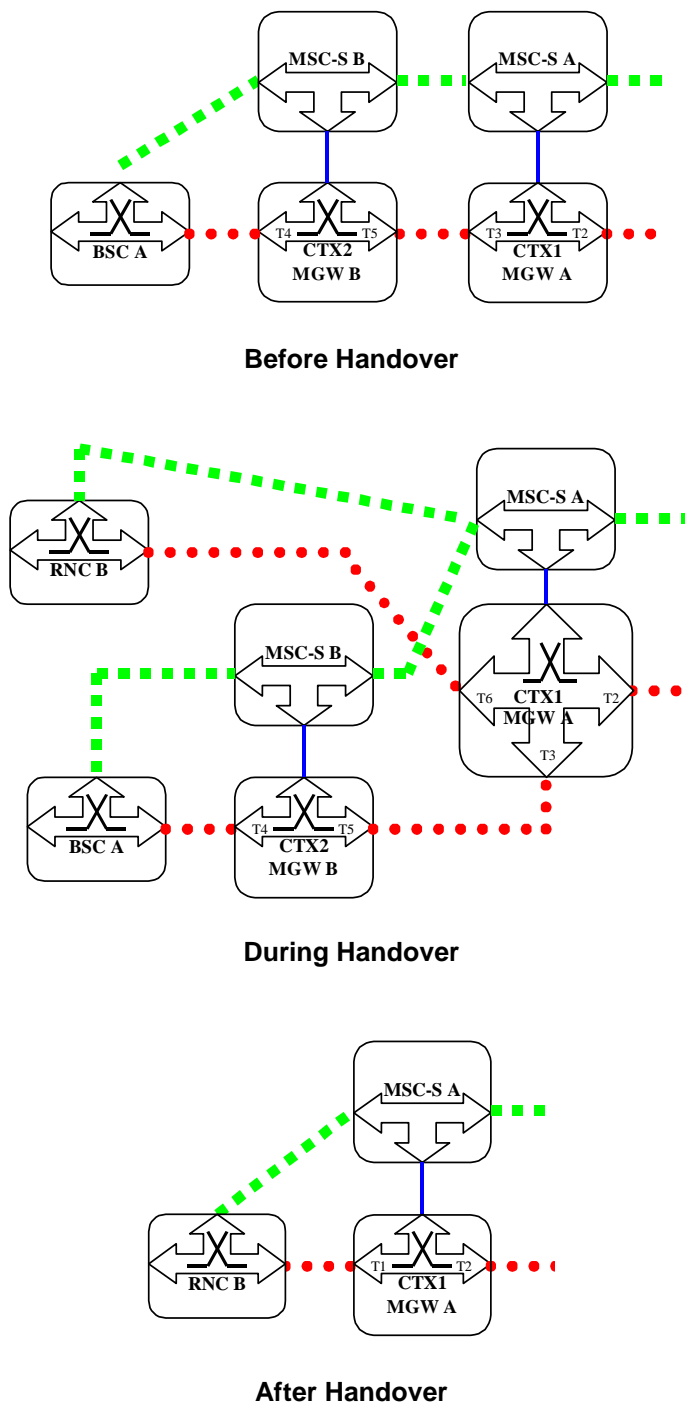 MSC-S B
MSC-S A
BSC A
T4
T5
CTX2
MGW B
T3
T2
CTX1
MGW A
Before Handover
MSC-S A
RNC B
MSC-S B
T6
CTX1
T2
MGW A
T3
BSC A
T4
T5
CTX2
MGW B
During Handover
MSC-S A
RNC B
T1
T2
CTX1
MGW A
After Handover